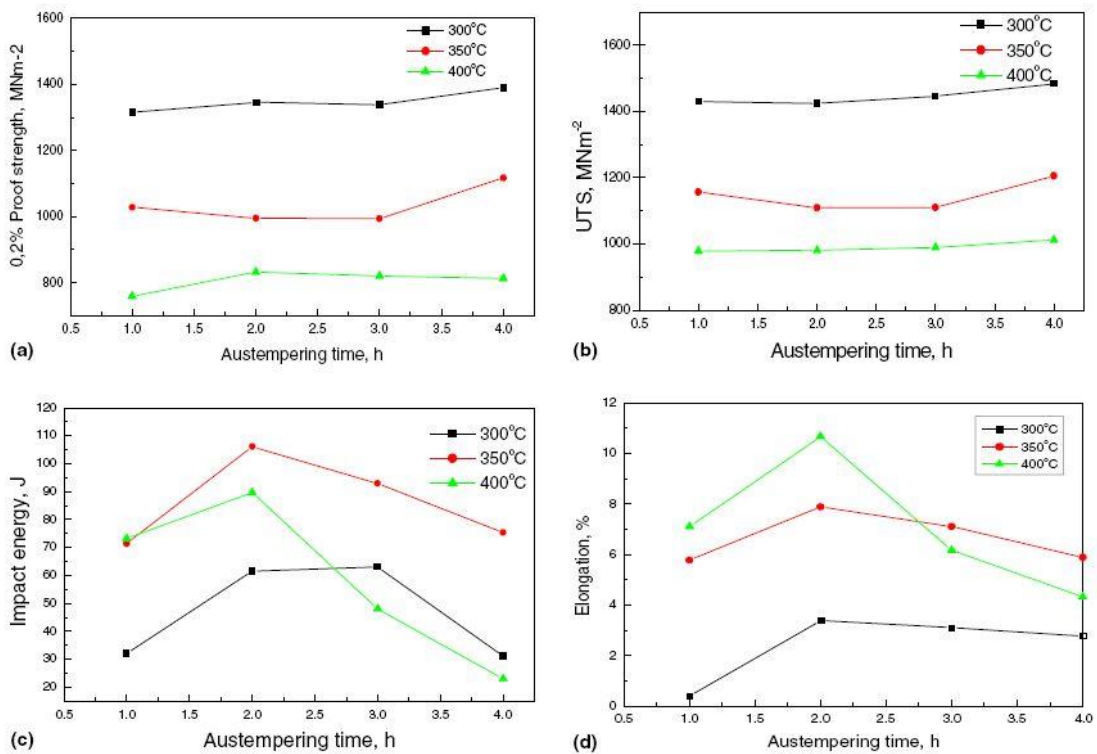 1600
1400
1200
1000
800
0,2% Proof strength, MNm-2
300°C
350°C
400°C
0.5 1.0 1.5 2.0 2.5 3.0 3.5 4.0
Austempering time, h
(a)
1600
1400
1200
1000
800
UTS, MNm-2
300°C
350°C
400°C
0.5 1.0 1.5 2.0 2.5 3.0 3.5 4.0
Austempering time, h
(b)
120
110
100
90
80
70
60
50
40
30
20
Impact energy, J
300°C
350°C
400°C
0.5 1.0 1.5 2.0 2.5 3.0 3.5 4.0
Austempering time, h
(c)
12
10
8
6
4
2
0
Elongation, %
300°C
350°C
400°C
0.5 1.0 1.5 2.0 2.5 3.0 3.5 4.0
Austempering time, h
(d)